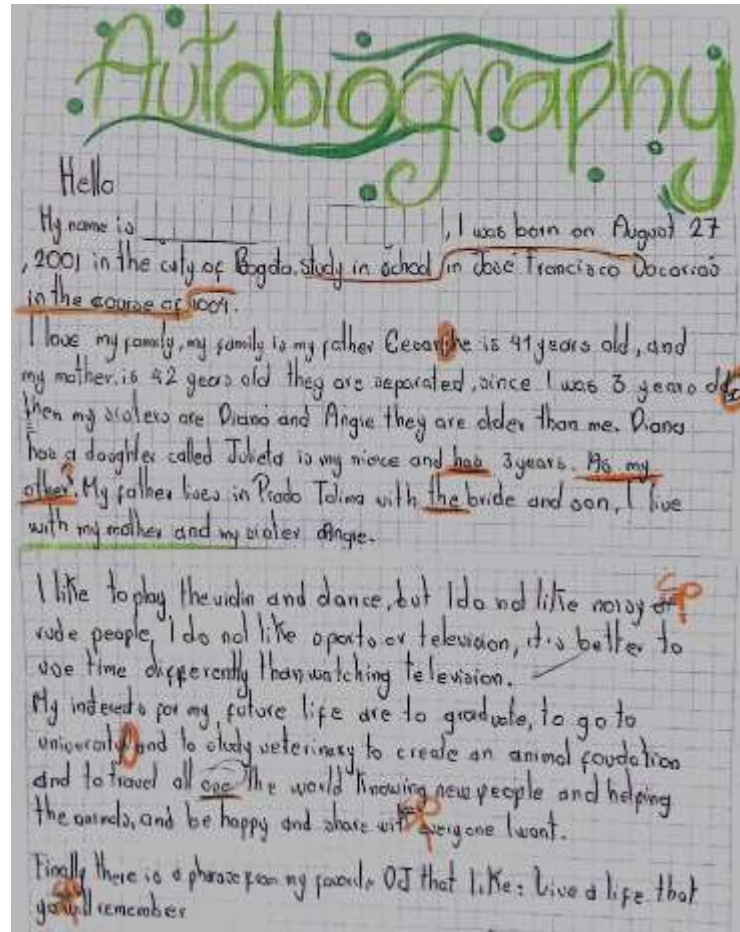 Autobiography
Hello
My name is , I was born on August 27
, 2001 in the city of Bogota, study in school in Jose Francisco Socarras
in the course of 1004.
I love my family, my family is my father Cesar he is 41 years old, and
my mother, is 42 years old they are separated, since I was 3 years old
then my sisters are Diana and Angie they are older than me. Diana
has a daughter called Julieta is my niece and has 3 years. As my
other. My father lives in Prado Tolima with the bride and son, I live
with my mother and my sister Angie.
I like to play the violin and dance, but I do not like noisy or sp
rude people, I do not like sports or television, it is better to
use time differently than watching television.
My interests for my future life are to graduate, to go to
university and to study veterinary to create an animal foudation
and to travel all the world knowing new people and helping
the animals, and be happy and share with everyone I want.
Finally there is a phrase from my favorite DJ that like: Live a life that
you will remember